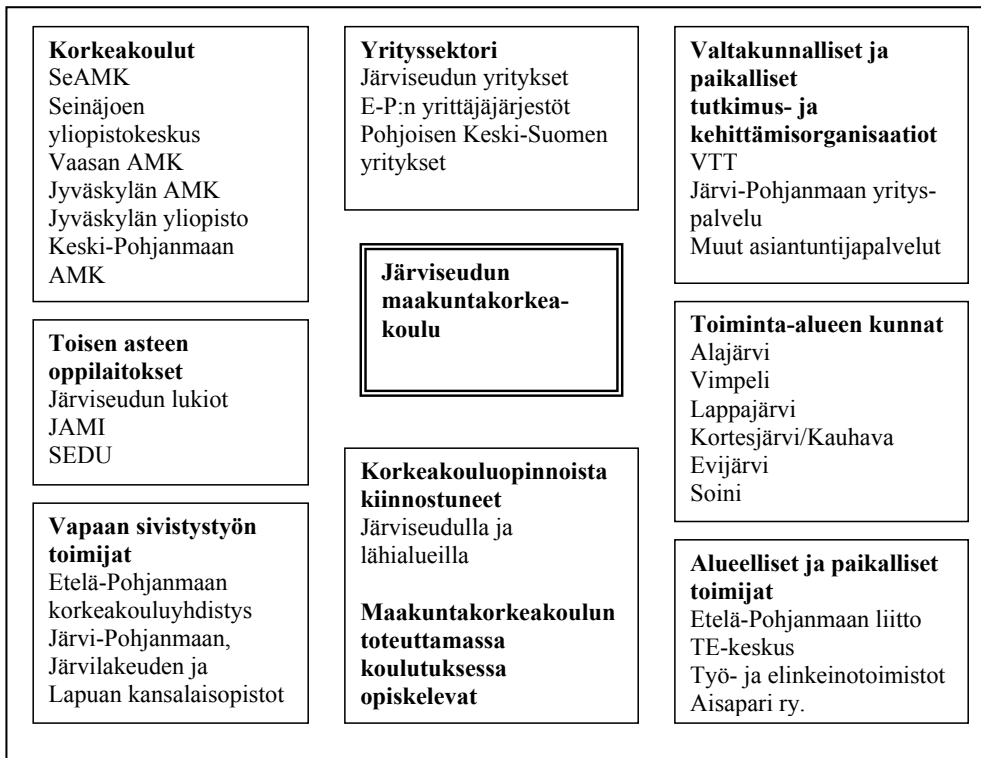 Korkeakoulut
SeAMK
Seinäjoen
yliopistokeskus
Vaasan AMK
Jyväskylän AMK
Jyväskylän yliopisto
Keski-Pohjanmaan
AMK
Toisen asteen
oppilaitokset
Järviseudun lukiot
JAMI
SEDU
Vapaan sivistystyön
toimijat
Etelä-Pohjanmaan
korkeakouluyhdistys
Järvi-Pohjanmaan,
Järvilakeuden ja
Lapuan kansalaisopistot
Yrityssektori
Järviseudun yritykset
E-P:n yrittäjäjärjestöt
Pohjoisen Keski-Suomen
yritykset
Järviseudun
maakuntakorkea-
koulu
Korkeakouluopinnoista
kiinnostuneet
Järviseudulla ja
lähialueilla
Maakuntakorkeakoulun
toteuttamassa
koulutuksessa
opiskelevat
Valtakunnalliset ja
paikalliset
tutkimus- ja
kehittämisorganisaatiot
VTT
Järvi-Pohjanmaan yritys-
palvelu
Muut asiantuntijapalvelut
Toiminta-alueen kunnat
Alajärvi
Vimpeli
Lappajärvi
Kortesjärvi/Kauhava
Evijärvi
Soini
Alueelliset ja paikalliset
toimijat
Etelä-Pohjanmaan liitto
TE-keskus
Työ- ja elinkeinotoimistot
Aisapari ry.